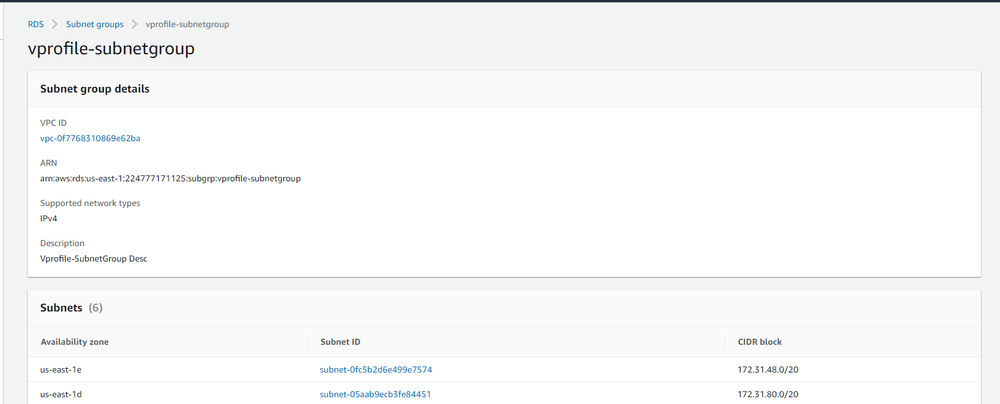 RDS > Subnet groups > vprofile-subnetgroup
vprofile-subnetgroup
Subnet group details
VPC ID
vpc-0f7768310869e62ba
ARN
arn:aws:rds:us-east-1:224777171125:subgrp:vprofile-subnetgroup
Supported network types
IPv4
Description
Vprofile-SubnetGroup Desc
Subnets (6)
Availability zone Subnet ID CIDR block
us-east-1e subnet-0fc5b2d6e499e7574 172.31.48.0/20
us-east-1d subnet-05aab9ecb3fe84451 172.31.80.0/20